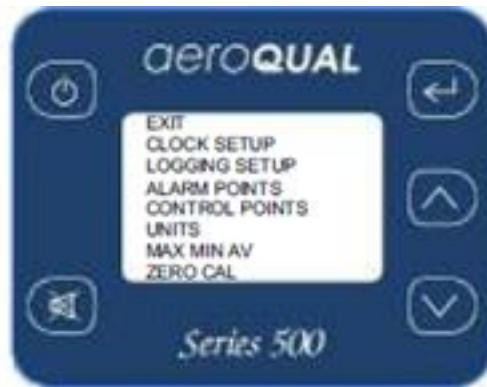 aeroQUAL
EXIT
CLOCK SETUP
LOGGING SETUP
ALARM POINTS
CONTROL POINTS
UNITS
MAX MIN AV
ZERO CAL
Series 500